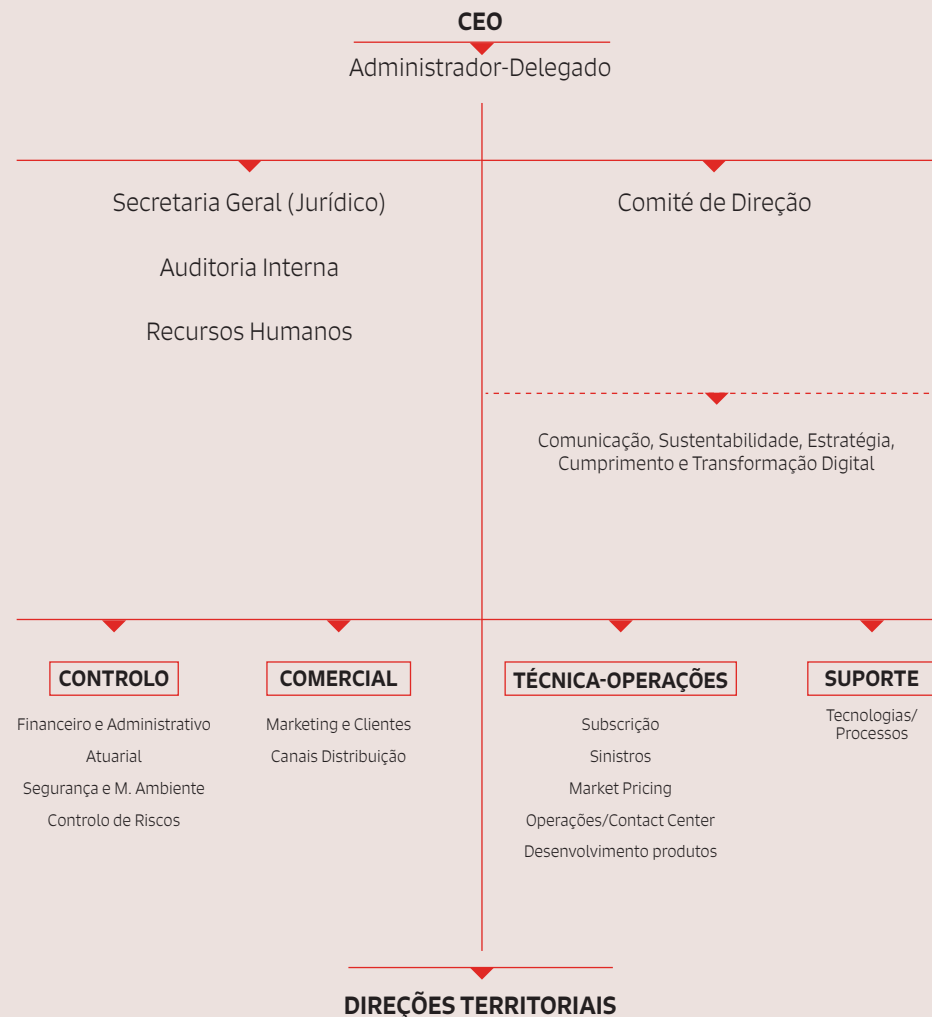 CEO
Administrador-Delegado
Secretaria Geral (Jurídico)
Auditoria Interna
Recursos Humanos
Comité de Direção
Comunicação, Sustentabilidade, Estratégia,
Cumprimento e Transformação Digital
CONTROLO
Financeiro e Administrativo
Atuarial
Segurança e M. Ambiente
Controlo de Riscos
COMERCIAL
Marketing e Clientes
Canais Distribuição
TÉCNICA-OPERAÇÕES
Subscrição
Sinistros
Market Pricing
Operações/Contact Center
Desenvolvimento produtos
SUPORTE
Tecnologias/
Processos
DIREÇÕES TERRITORIAIS